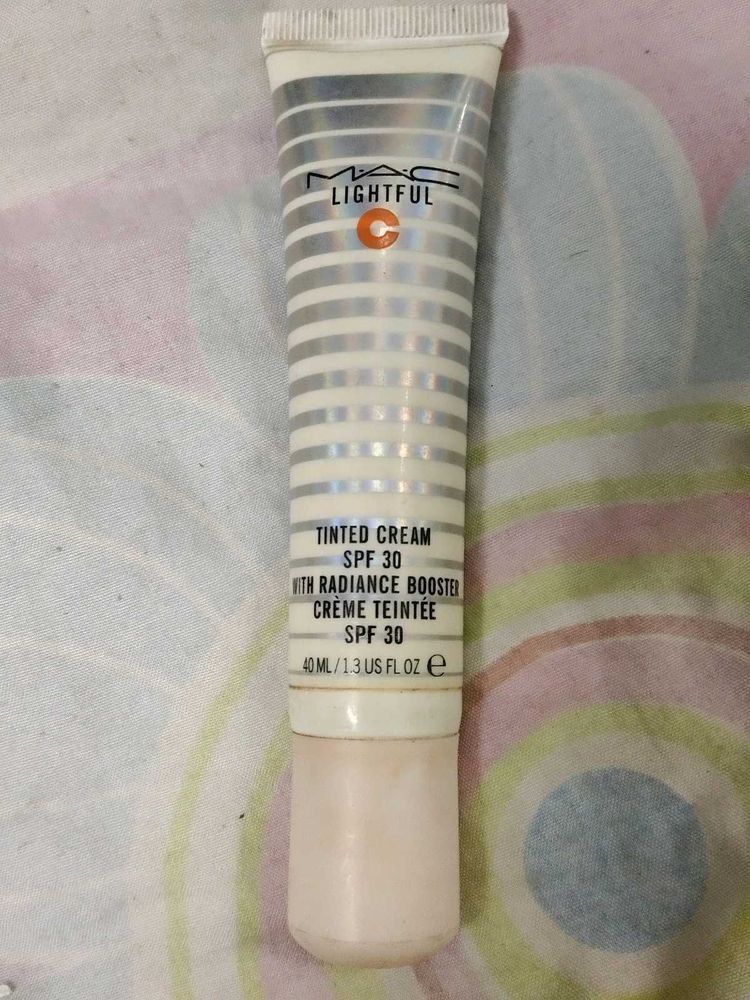 M·A·C
LIGHTFUL
C
TINTED CREAM
SPF 30
WITH RADIANCE BOOSTER
CRÈME TEINTÉE
SPF 30
40 ML / 1.3 US FL OZ ℮